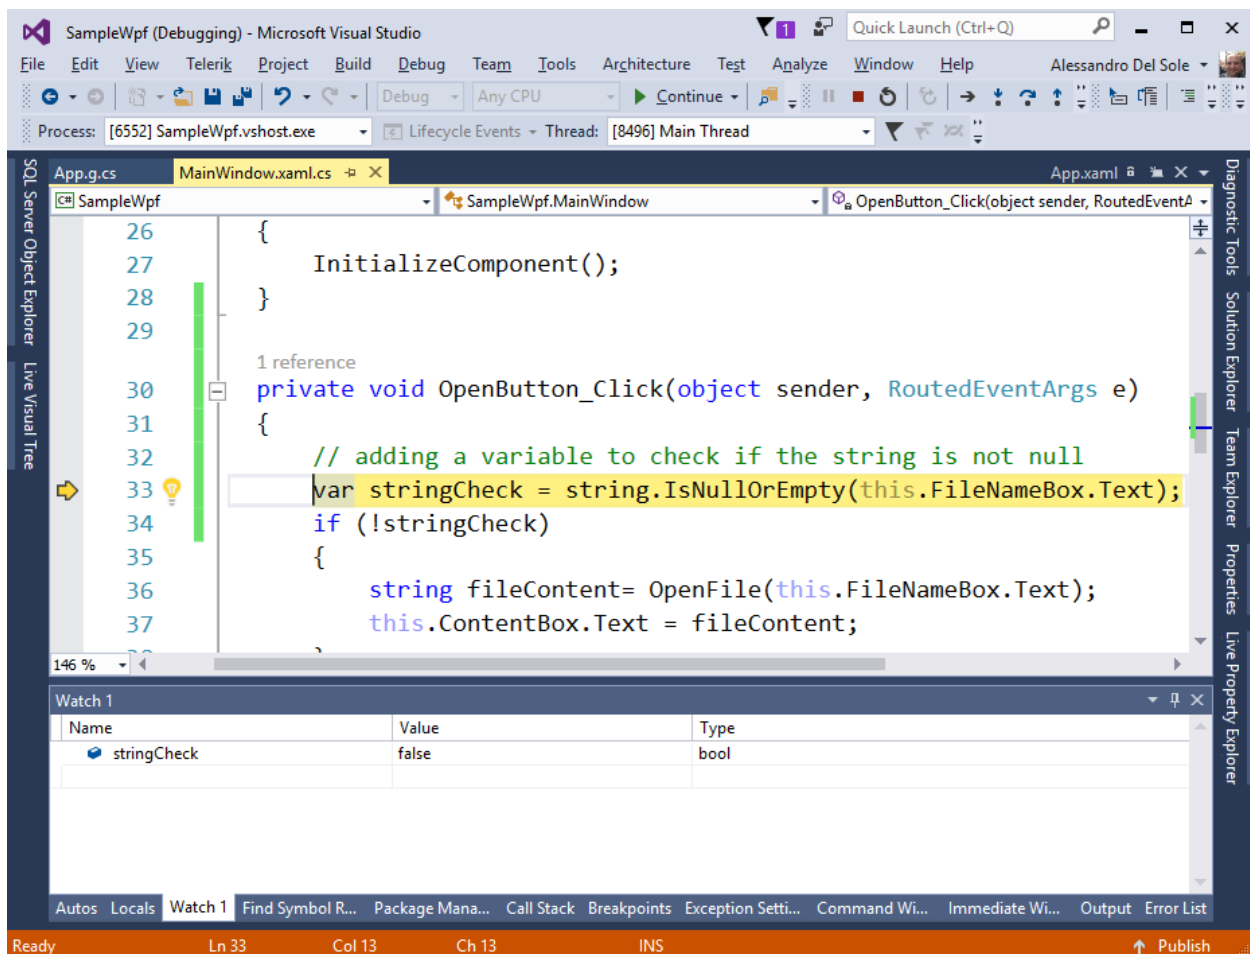 SampleWpf (Debugging) - Microsoft Visual Studio
1
Quick Launch (Ctrl+Q)
File Edit View Telerik Project Build Debug Team Tools Architecture Test Analyze Window Help Alessandro Del Sole
Debug Any CPU Continue
Process: [6552] SampleWpf.vshost.exe Lifecycle Events Thread: [8496] Main Thread
SQL Server Object Explorer
Live Visual Tree
App.g.cs MainWindow.xaml.cs App.xaml
C# SampleWpf SampleWpf.MainWindow OpenButton_Click(object sender, RoutedEventA
26 {
27 InitializeComponent();
28 }
29
1 reference
30 private void OpenButton_Click(object sender, RoutedEventArgs e)
31 {
32 // adding a variable to check if the string is not null
33 var stringCheck = string.IsNullOrEmpty(this.FileNameBox.Text);
34 if (!stringCheck)
35 {
36 string fileContent= OpenFile(this.FileNameBox.Text);
37 this.ContentBox.Text = fileContent;
146 %
Diagnostic Tools
Solution Explorer
Team Explorer
Properties
Live Property Explorer
Watch 1
Name Value Type
stringCheck false bool
Autos Locals Watch 1 Find Symbol R... Package Mana... Call Stack Breakpoints Exception Setti... Command Wi... Immediate Wi... Output Error List
Ready Ln 33 Col 13 Ch 13 INS Publish